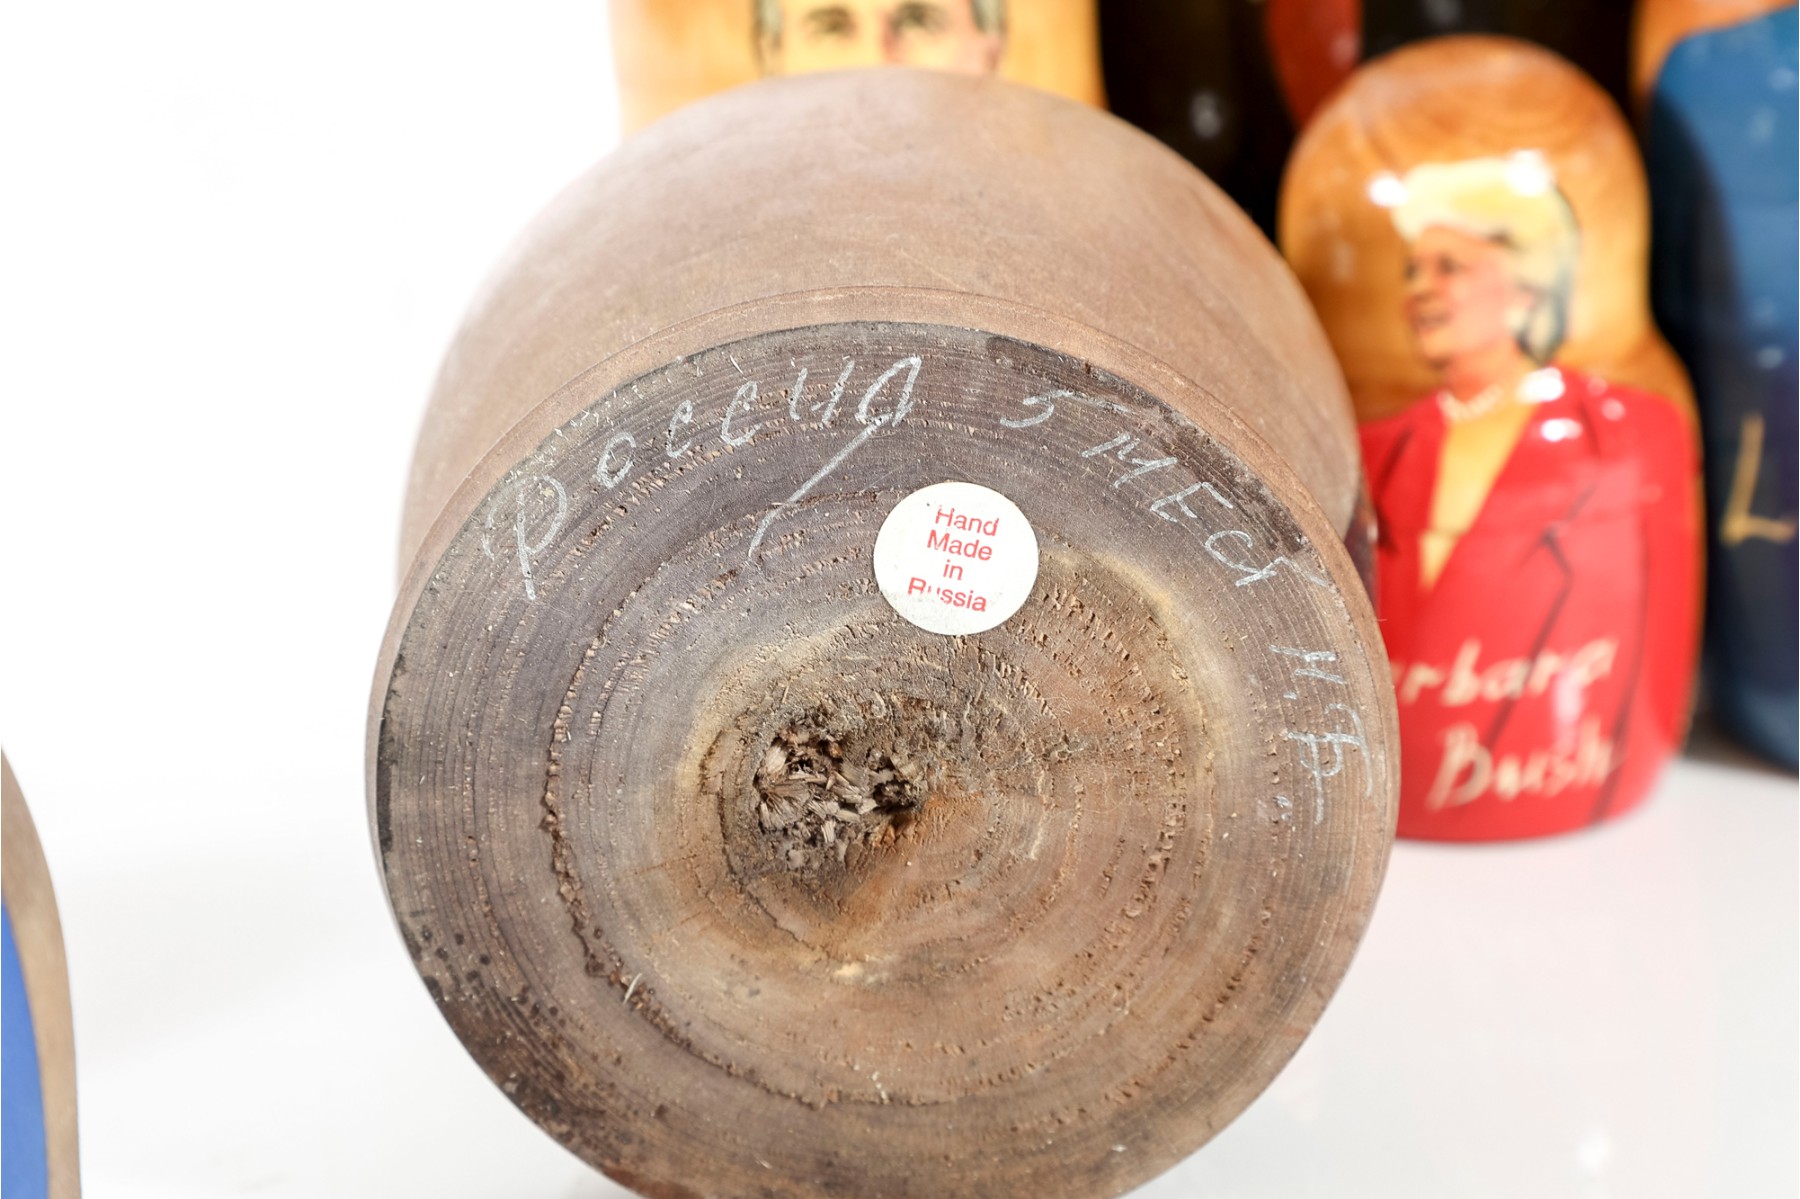 Россия 5 мест
Н.Б
Hand
Made
in
Russia
rbara
Bush
L